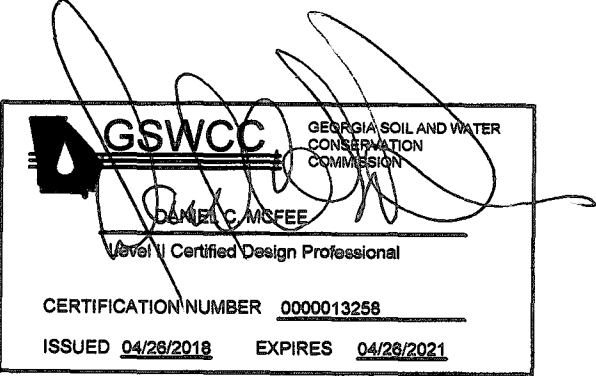 GSWCC
GEORGIA SOIL AND WATER
CONSERVATION
COMMISSION
DANIEL C. MCFEE
Level II Certified Design Professional
CERTIFICATION NUMBER 0000013258
ISSUED 04/26/2018 EXPIRES 04/26/2021